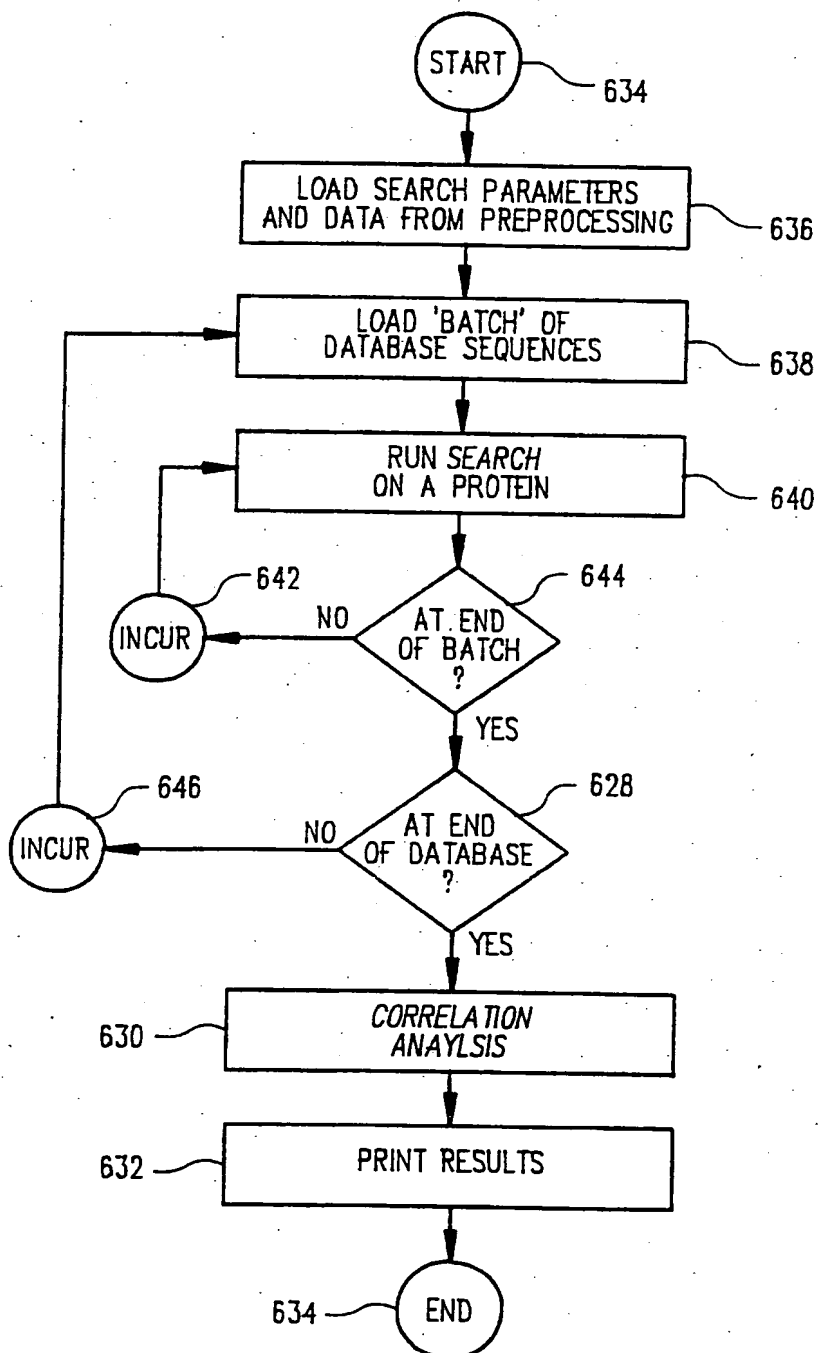 START
634
LOAD SEARCH PARAMETERS
AND DATA FROM PREPROCESSING
636
LOAD 'BATCH' OF
DATABASE SEQUENCES
638
RUN SEARCH
ON A PROTEIN
640
642
644
INCUR
NO
AT END
OF BATCH
?
YES
646
628
INCUR
NO
AT END
OF DATABASE
?
YES
630
CORRELATION
ANAYLSIS
632
PRINT RESULTS
634
END